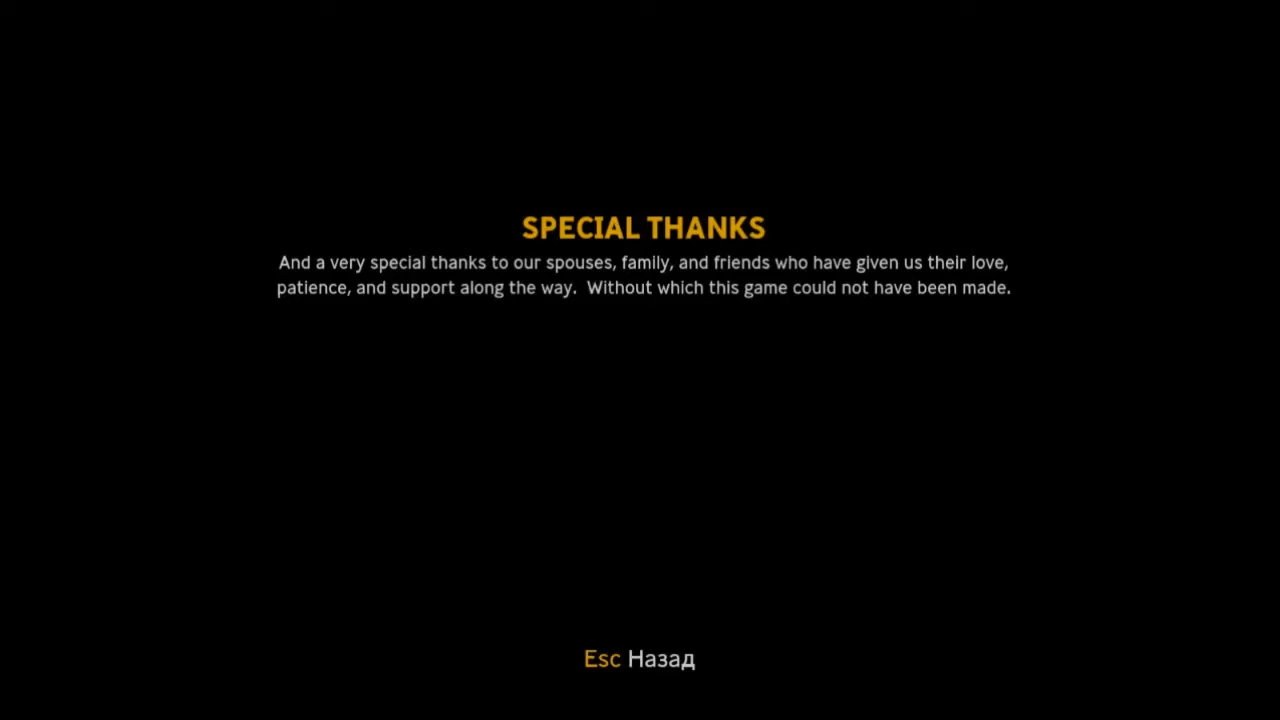 SPECIAL THANKS
And a very special thanks to our spouses, family, and friends who have given us their love,
patience, and support along the way.  Without which this game could not have been made.
Esc Назад